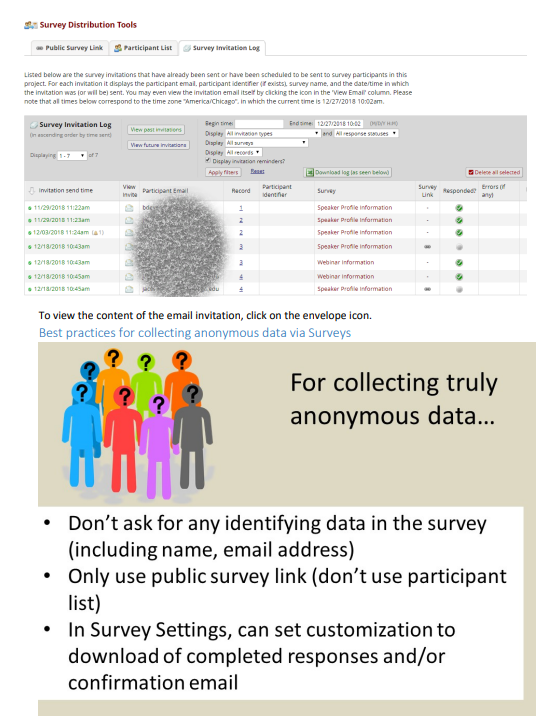 Survey Distribution Tools
Public Survey Link Participant List Survey Invitation Log
Listed below are the survey invitations that have already been sent or have been scheduled to be sent to survey participants in this
project. For each invitation it displays the participant email, participant identifier (if exists), survey name, and the date/time in which
the invitation was (or will be) sent. You may even view the invitation email itself by clicking the icon in the 'View Email' column. Please
note that all times below correspond to the time zone "America/Chicago", in which the current time is 12/27/2018 10:02am.
Survey Invitation Log
(in ascending order by time sent)
Displaying 1 - 7 of 7
View past invitations
View future invitations
Begin time: End time: 12/27/2018 10:02 (M/D/Y H:M)
Display All invitation types and All response statuses
Display All surveys
Display All records
Display invitation reminders?
Apply filters Reset Download log (as seen below) Delete all selected
Invitation send time View Invite Participant Email Record Participant Identifier Survey Survey Link Responded? Errors (if any)
11/29/2018 11:22am 1 Speaker Profile Information -
11/29/2018 11:23am 2 Speaker Profile Information -
12/03/2018 11:24am 2 Speaker Profile Information -
12/18/2018 10:43am 3 Speaker Profile Information
12/18/2018 10:43am 3 Webinar Information -
12/18/2018 10:45am 4 Webinar Information -
12/18/2018 10:45am .edu 4 Speaker Profile Information
To view the content of the email invitation, click on the envelope icon.
Best practices for collecting anonymous data via Surveys
? ? ? ?
? ? ? ?
For collecting truly
anonymous data…
• Don't ask for any identifying data in the survey
(including name, email address)
• Only use public survey link (don't use participant
list)
• In Survey Settings, can set customization to
download of completed responses and/or
confirmation email